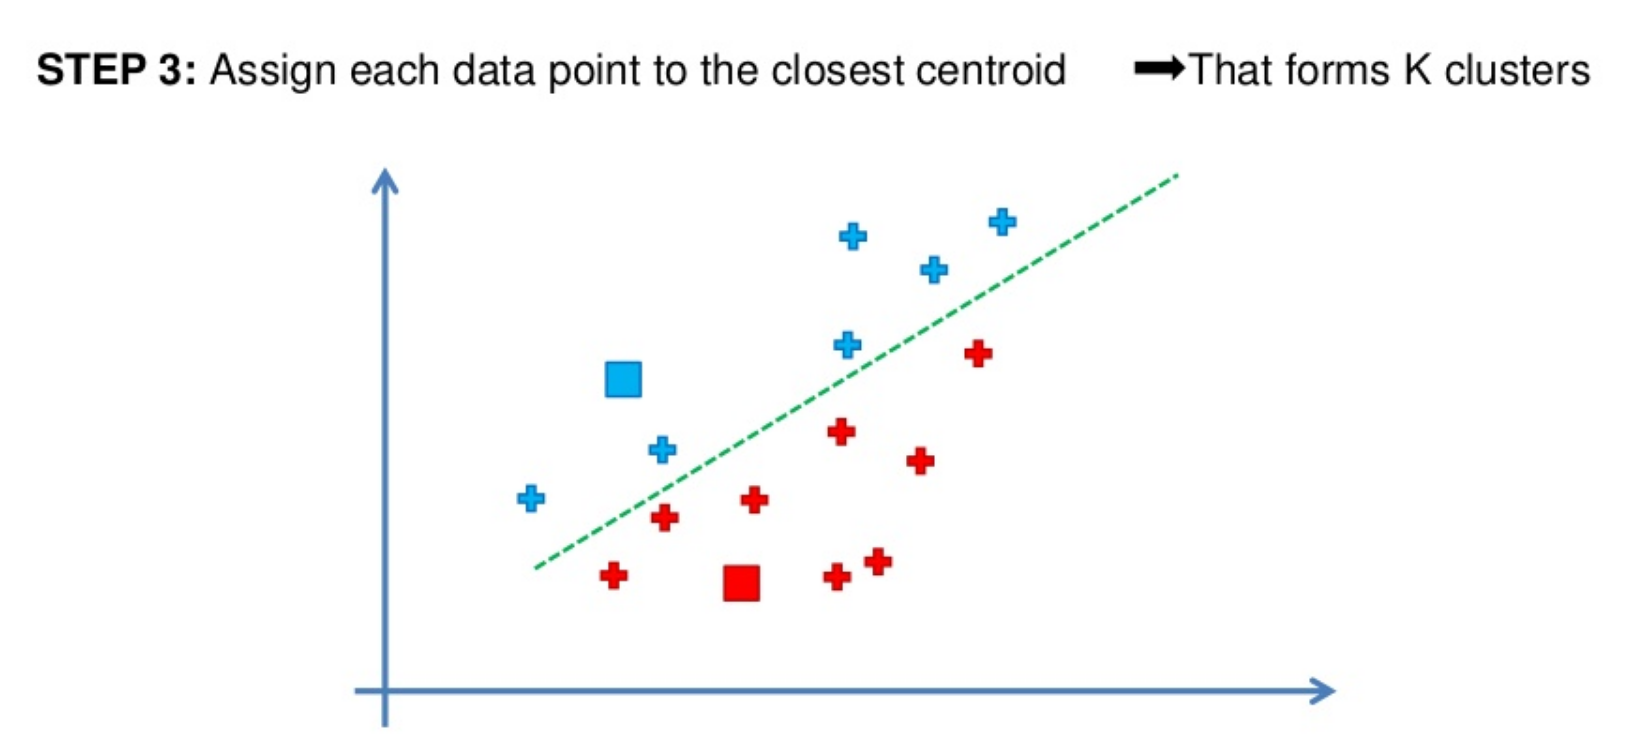 STEP 3: Assign each data point to the closest centroid ➡That forms K clusters